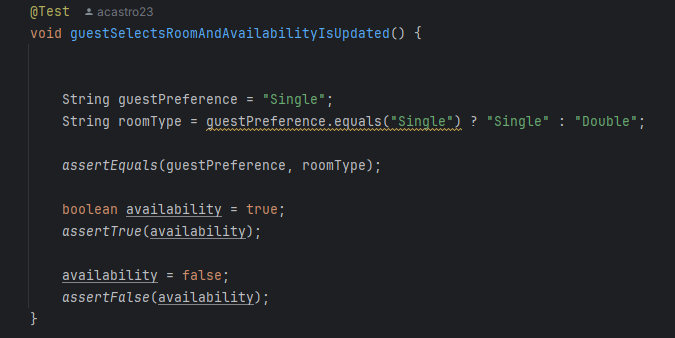 @Test acastro23
void guestSelectsRoomAndAvailabilityIsUpdated() {
String guestPreference = "Single";
String roomType = guestPreference.equals("Single") ? "Single" : "Double";
assertEquals(guestPreference, roomType);
boolean availability = true;
assertTrue(availability);
availability = false;
assertFalse(availability);
}